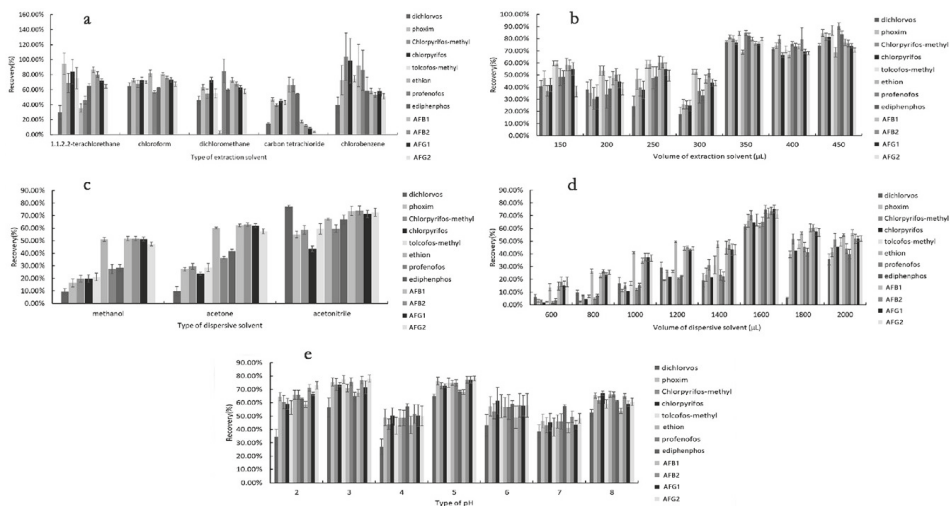 a
160.00%
140.00%
120.00%
100.00%
80.00%
60.00%
40.00%
20.00%
0.00%
Recovery(%)
1.1.2.2-terachlorethane chloroform dichloromethane carbon tetrachloride chlorobenzene
Type of extraction solvent
dichlorvos
phoxim
Chlorpyrifos-methyl
chlorpyrifos
tolcofos-methyl
ethion
profenofos
ediphenphos
AFB1
AFB2
AFG1
AFG2
b
100.00%
90.00%
80.00%
70.00%
60.00%
50.00%
40.00%
30.00%
20.00%
10.00%
0.00%
Recovery(%)
150 200 250 300 350 400 450
Volume of extraction solvent (μL)
dichlorvos
phoxim
Chlorpyrifos-methyl
chlorpyrifos
tolcofos-methyl
ethion
profenofos
ediphenphos
AFB1
AFB2
AFG1
AFG2
c
90.00%
80.00%
70.00%
60.00%
50.00%
40.00%
30.00%
20.00%
10.00%
0.00%
Recovery(%)
methanol acetone acetonitrile
Type of dispersive solvent
dichlorvos
phoxim
Chlorpyrifos-methyl
chlorpyrifos
tolcofos-methyl
ethion
profenofos
ediphenphos
AFB1
AFB2
AFG1
AFG2
d
90.00%
80.00%
70.00%
60.00%
50.00%
40.00%
30.00%
20.00%
10.00%
0.00%
Recovery(%)
600 800 1000 1200 1400 1600 1800 2000
Volume of dispersive solvent (μL)
dichlorvos
phoxim
Chlorpyrifos-methyl
chlorpyrifos
tolcofos-methyl
ethion
profenofos
ediphenphos
AFB1
AFB2
AFG1
AFG2
e
90.00%
80.00%
70.00%
60.00%
50.00%
40.00%
30.00%
20.00%
10.00%
0.00%
Recovery(%)
2 3 4 5 6 7 8
Type of pH
dichlorvos
phoxim
Chlorpyrifos-methyl
chlorpyrifos
tolcofos-methyl
ethion
profenofos
ediphenphos
AFB1
AFB2
AFG1
AFG2